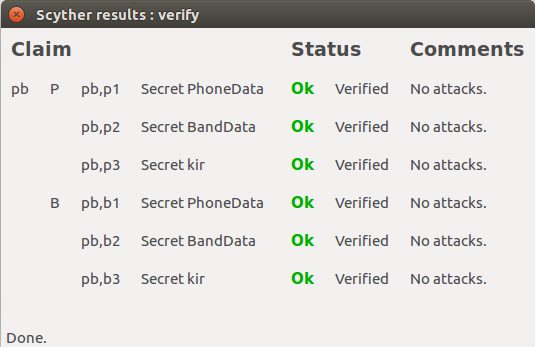 Scyther results : verify
Claim Status Comments
pb P pb,p1 Secret PhoneData Ok Verified No attacks.
pb,p2 Secret BandData Ok Verified No attacks.
pb,p3 Secret kir Ok Verified No attacks.
B pb,b1 Secret PhoneData Ok Verified No attacks.
pb,b2 Secret BandData Ok Verified No attacks.
pb,b3 Secret kir Ok Verified No attacks.
Done.